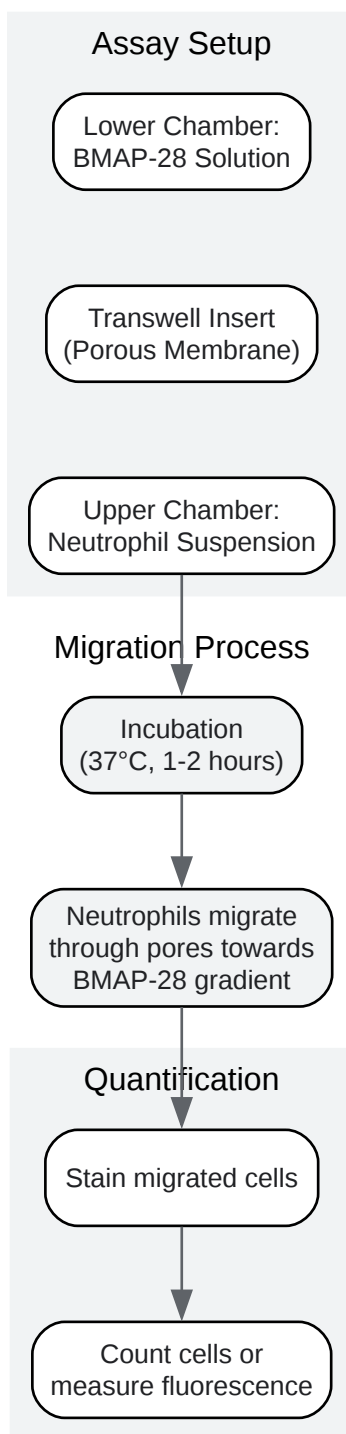 Assay Setup
Lower Chamber:
BMAP-28 Solution
Transwell Insert
(Porous Membrane)
Upper Chamber:
Neutrophil Suspension
Migration Process
Incubation
(37°C, 1-2 hours)
Neutrophils migrate
through pores towards
BMAP-28 gradient
Quantification
Stain migrated cells
Count cells or
measure fluorescence